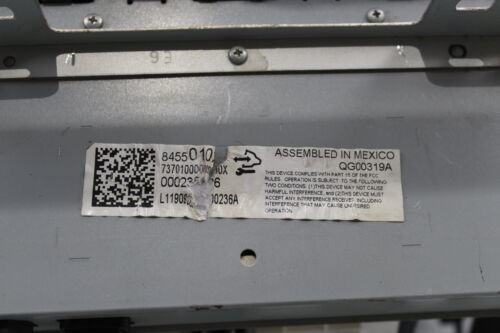 93
84550102
ASSEMBLED IN MEXICO
QG00319A
THIS DEVICE COMPLIES WITH PART 15 OF THE FCC
RULES. OPERATION IS SUBJECT TO THE FOLLOWING
TWO CONDITIONS: (1)THIS DEVICE MAY NOT CAUSE
HARMFUL INTERFERENCE, AND (2)THIS DEVICE MUST
ACCEPT ANY INTERFERENCE RECEIVED, INCLUDING
INTERFERENCE THAT MAY CAUSE UNDESIRED
OPERATION.